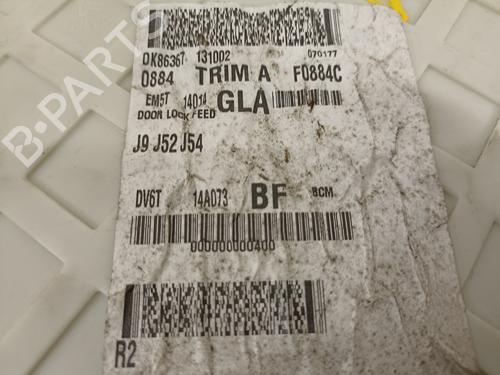 B-PARTS
DK86367 131002 070177
0884 TRIM A F0884C
EM5T 14014 GLA
DOOR LOCK FEED
J9 J52 J54
DV6T 14A073 BF BCM
000000000400
R2